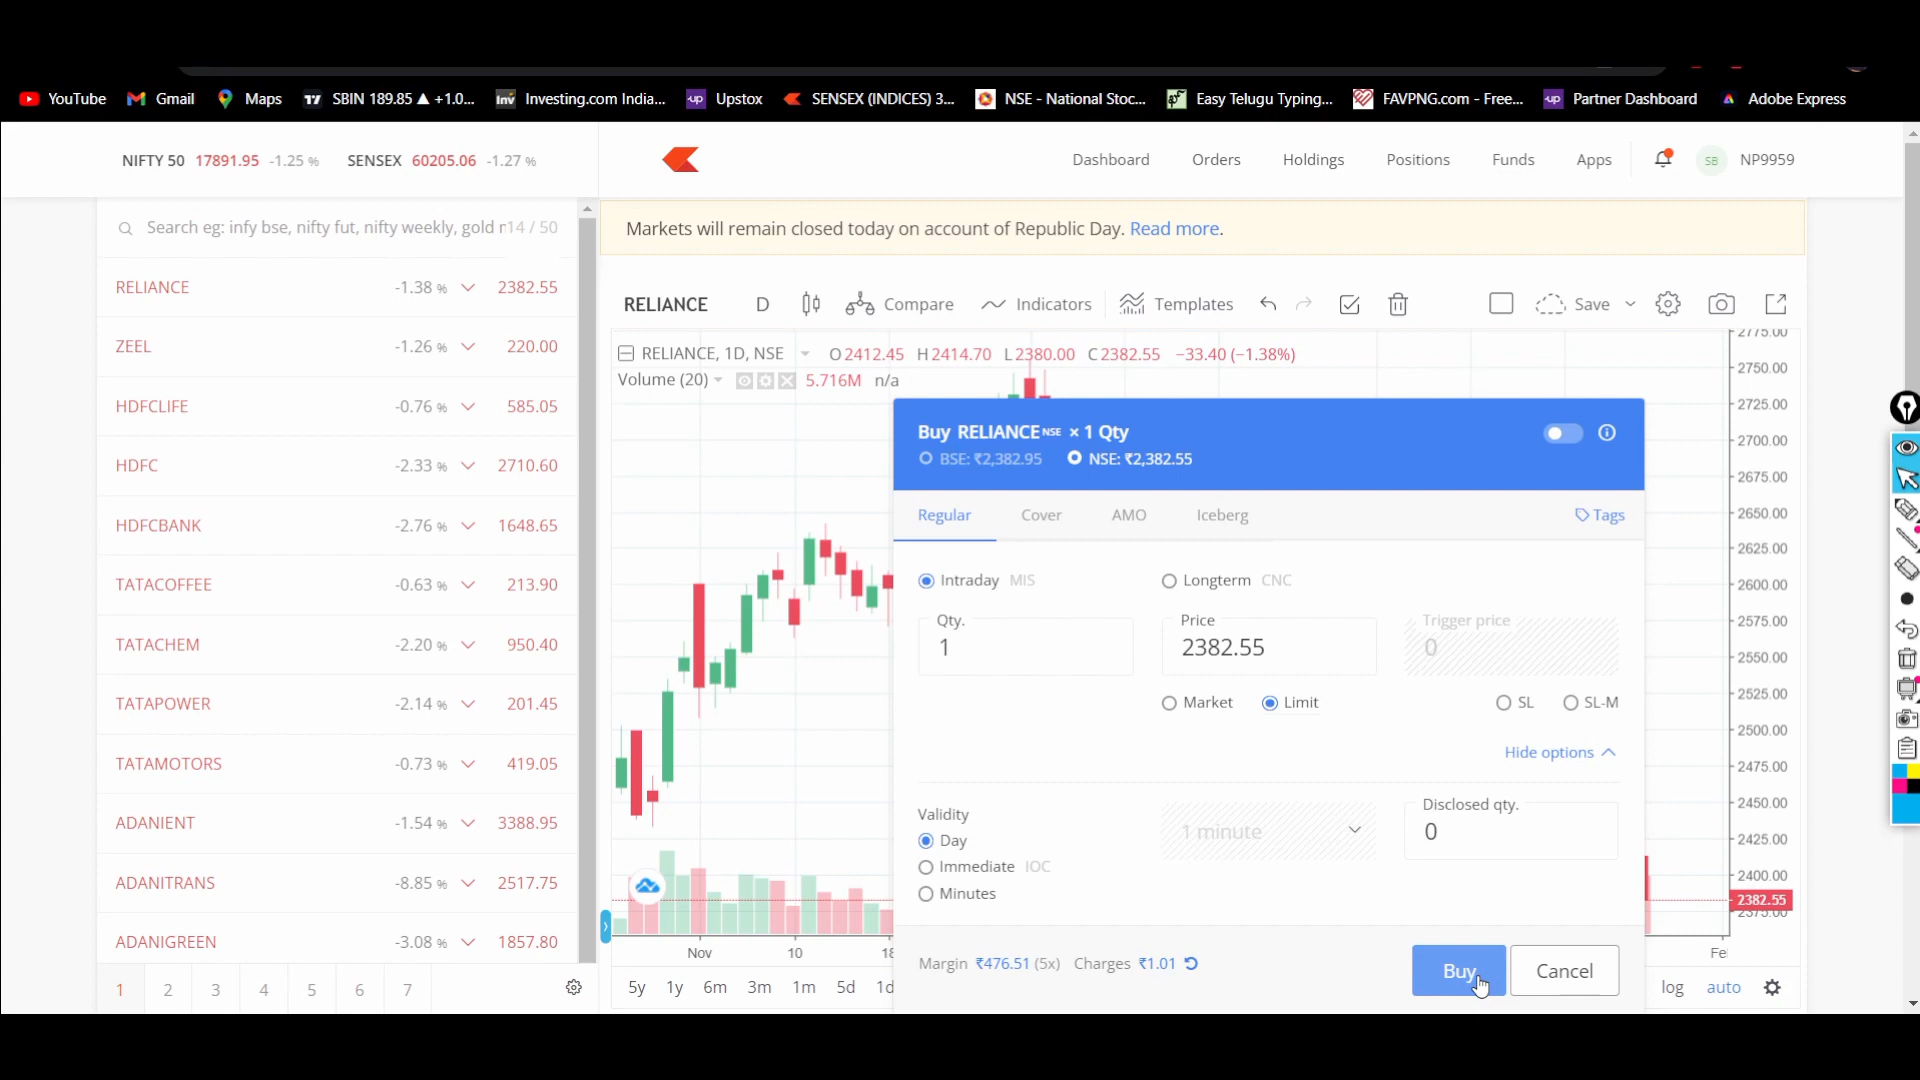 YouTube Gmail Maps SBIN 189.85 ▲ +1.0... Investing.com India... Upstox SENSEX (INDICES) 3... NSE - National Stoc... Easy Telugu Typing... FAVPNG.com - Free... Partner Dashboard Adobe Express
NIFTY 50 17891.95 -1.25 % SENSEX 60205.06 -1.27 %
Dashboard Orders Holdings Positions Funds Apps SB NP9959
Search eg: infy bse, nifty fut, nifty weekly, gold m 14 / 50
Markets will remain closed today on account of Republic Day. Read more.
RELIANCE -1.38 % 2382.55
ZEEL -1.26 % 220.00
HDFCLIFE -0.76 % 585.05
HDFC -2.33 % 2710.60
HDFCBANK -2.76 % 1648.65
TATACOFFEE -0.63 % 213.90
TATACHEM -2.20 % 950.40
TATAPOWER -2.14 % 201.45
TATAMOTORS -0.73 % 419.05
ADANIENT -1.54 % 3388.95
ADANITRANS -8.85 % 2517.75
ADANIGREEN -3.08 % 1857.80
1 2 3 4 5 6 7
RELIANCE D Compare Indicators Templates Save
RELIANCE, 1D, NSE O2412.45 H2414.70 L2380.00 C2382.55 −33.40 (−1.38%)
Volume (20) 5.716M n/a
2775.00
2750.00
2725.00
2700.00
2675.00
2650.00
2625.00
2600.00
2575.00
2550.00
2525.00
2500.00
2475.00
2450.00
2425.00
2400.00
2382.55
2375.00
Buy RELIANCE NSE × 1 Qty
BSE: ₹2,382.95 NSE: ₹2,382.55
Regular Cover AMO Iceberg Tags
Intraday MIS Longterm CNC
Qty. Price Trigger price
1 2382.55 0
Market Limit SL SL-M
Hide options
Validity Disclosed qty.
Day 1 minute 0
Immediate IOC
Minutes
Margin ₹476.51 (5x) Charges ₹1.01 Buy Cancel
Nov 10 18 Fe
5y 1y 6m 3m 1m 5d 1d log auto